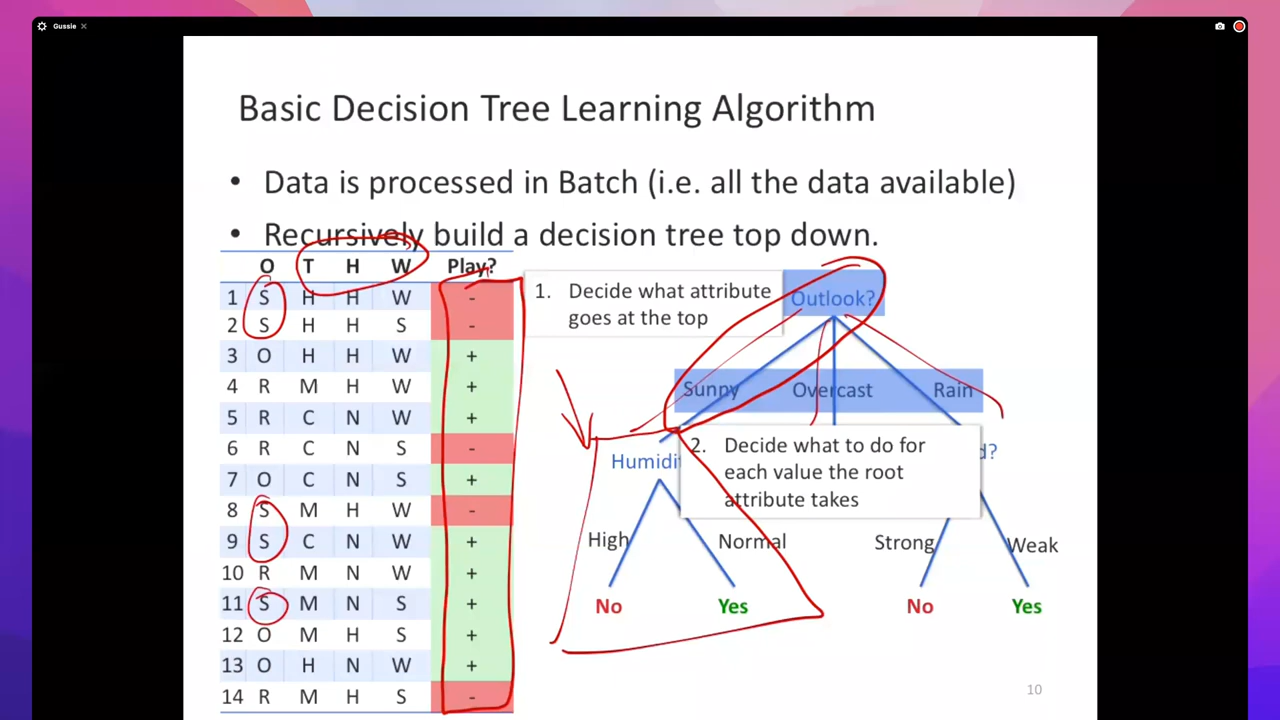 Gussie
Basic Decision Tree Learning Algorithm
• Data is processed in Batch (i.e. all the data available)
• Recursively build a decision tree top down.
O T H W Play?
1 S H H W -
2 S H H S -
3 O H H W +
4 R M H W +
5 R C N W +
6 R C N S -
7 O C N S +
8 S M H W -
9 S C N W +
10 R M N W +
11 S M N S +
12 O M H S +
13 O H N W +
14 R M H S -
1. Decide what attribute
goes at the top
Outlook?
Sunny Overcast Rain
2. Decide what to do for
each value the root
attribute takes
Humidit
d?
High Normal Strong Weak
No Yes No Yes
10